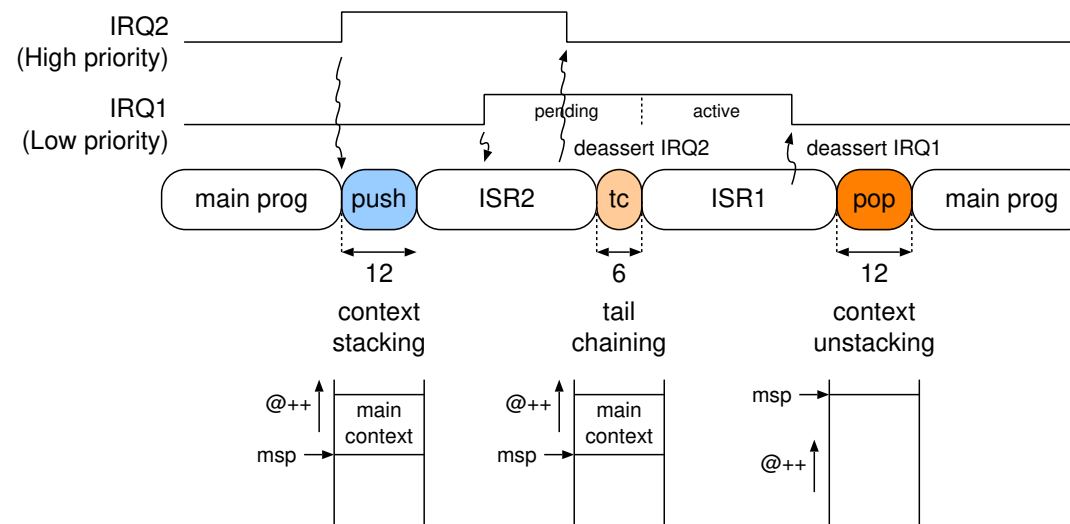 IRQ2
(High priority)
IRQ1
(Low priority)
pending
active
deassert IRQ2
deassert IRQ1
main prog
push
ISR2
tc
ISR1
pop
main prog
12
6
12
context
stacking
tail
chaining
context
unstacking
@++
main
context
msp
@++
main
context
msp
msp
@++